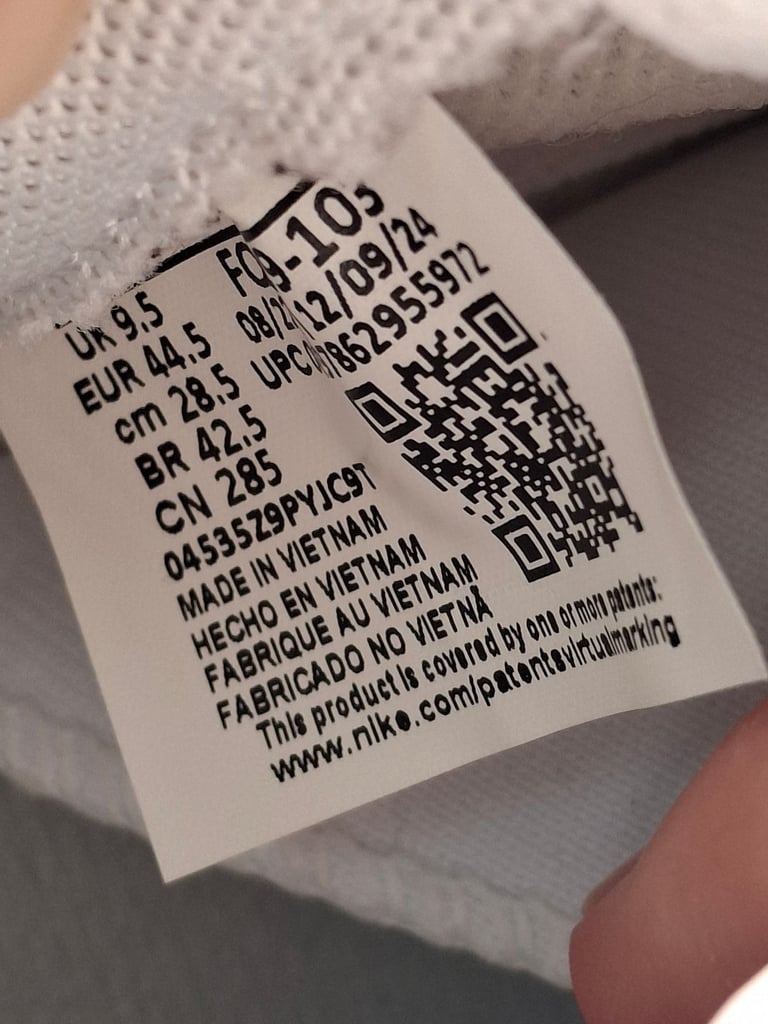 UK 9.5
EUR 44.5
cm 28.5
BR 42.5
CN 285
04535Z9PYJC9T
12/09/24
UPC
MADE IN VIETNAM
HECHO EN VIETNAM
FABRIQUE AU VIETNAM
FABRICADO NO VIETNÃ
This product is covered by one or more patents:
www.nike.com/patentsvirtualmarking